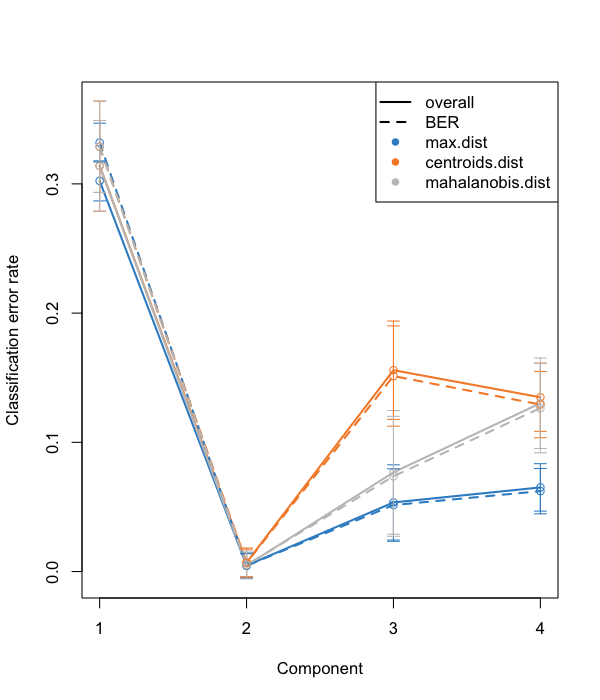 overall
BER
max.dist
centroids.dist
mahalanobis.dist
Classification error rate
0.3
0.2
0.1
0.0
1 2 3 4
Component